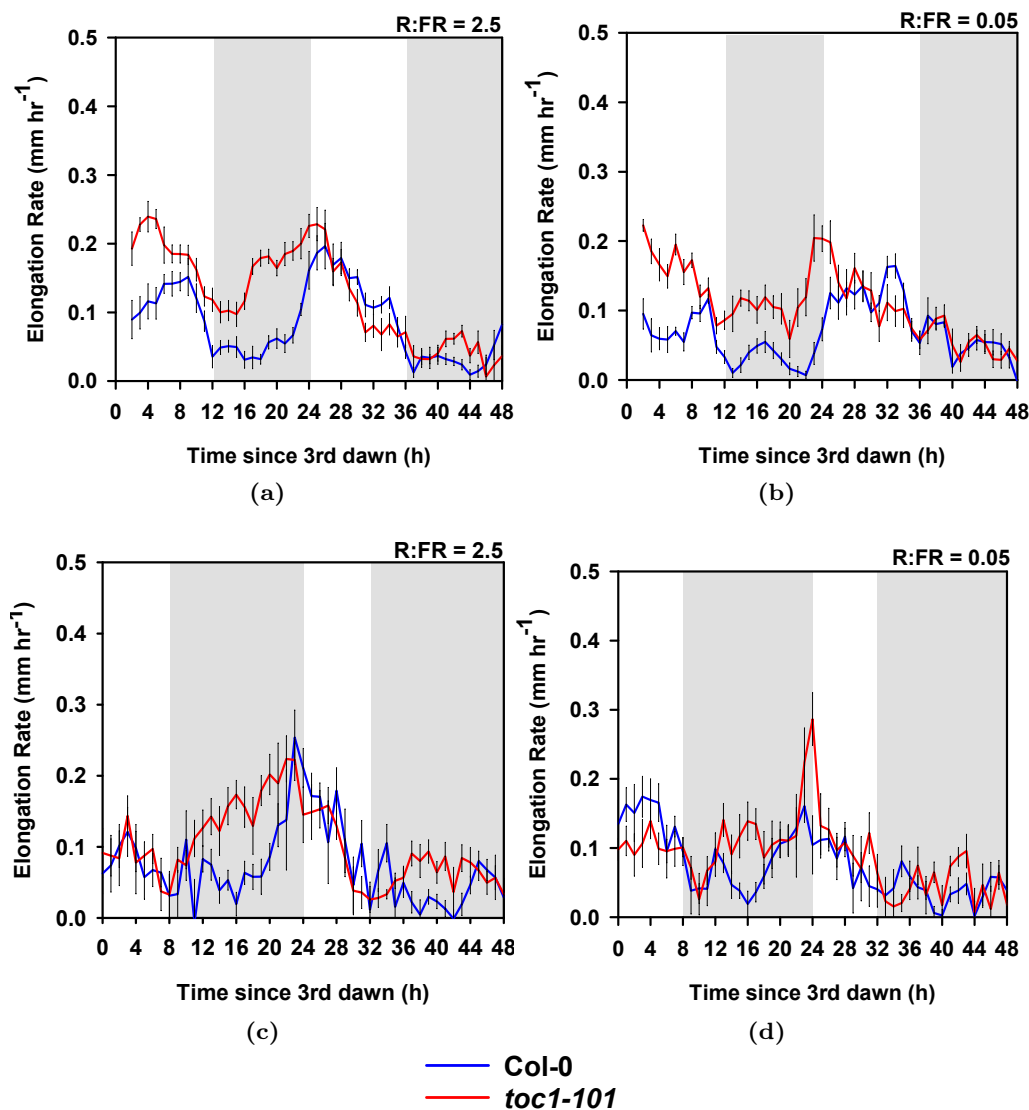 R:FR = 2.5
0.5
0.4
0.3
0.2
0.1
0.0
Elongation Rate (mm hr-1)
0 4 8 12 16 20 24 28 32 36 40 44 48
Time since 3rd dawn (h)
(a)
R:FR = 0.05
0.5
0.4
0.3
0.2
0.1
0.0
Elongation Rate (mm hr-1)
0 4 8 12 16 20 24 28 32 36 40 44 48
Time since 3rd dawn (h)
(b)
R:FR = 2.5
0.5
0.4
0.3
0.2
0.1
0.0
Elongation Rate (mm hr-1)
0 4 8 12 16 20 24 28 32 36 40 44 48
Time since 3rd dawn (h)
(c)
R:FR = 0.05
0.5
0.4
0.3
0.2
0.1
0.0
Elongation Rate (mm hr-1)
0 4 8 12 16 20 24 28 32 36 40 44 48
Time since 3rd dawn (h)
(d)
Col-0
toc1-101